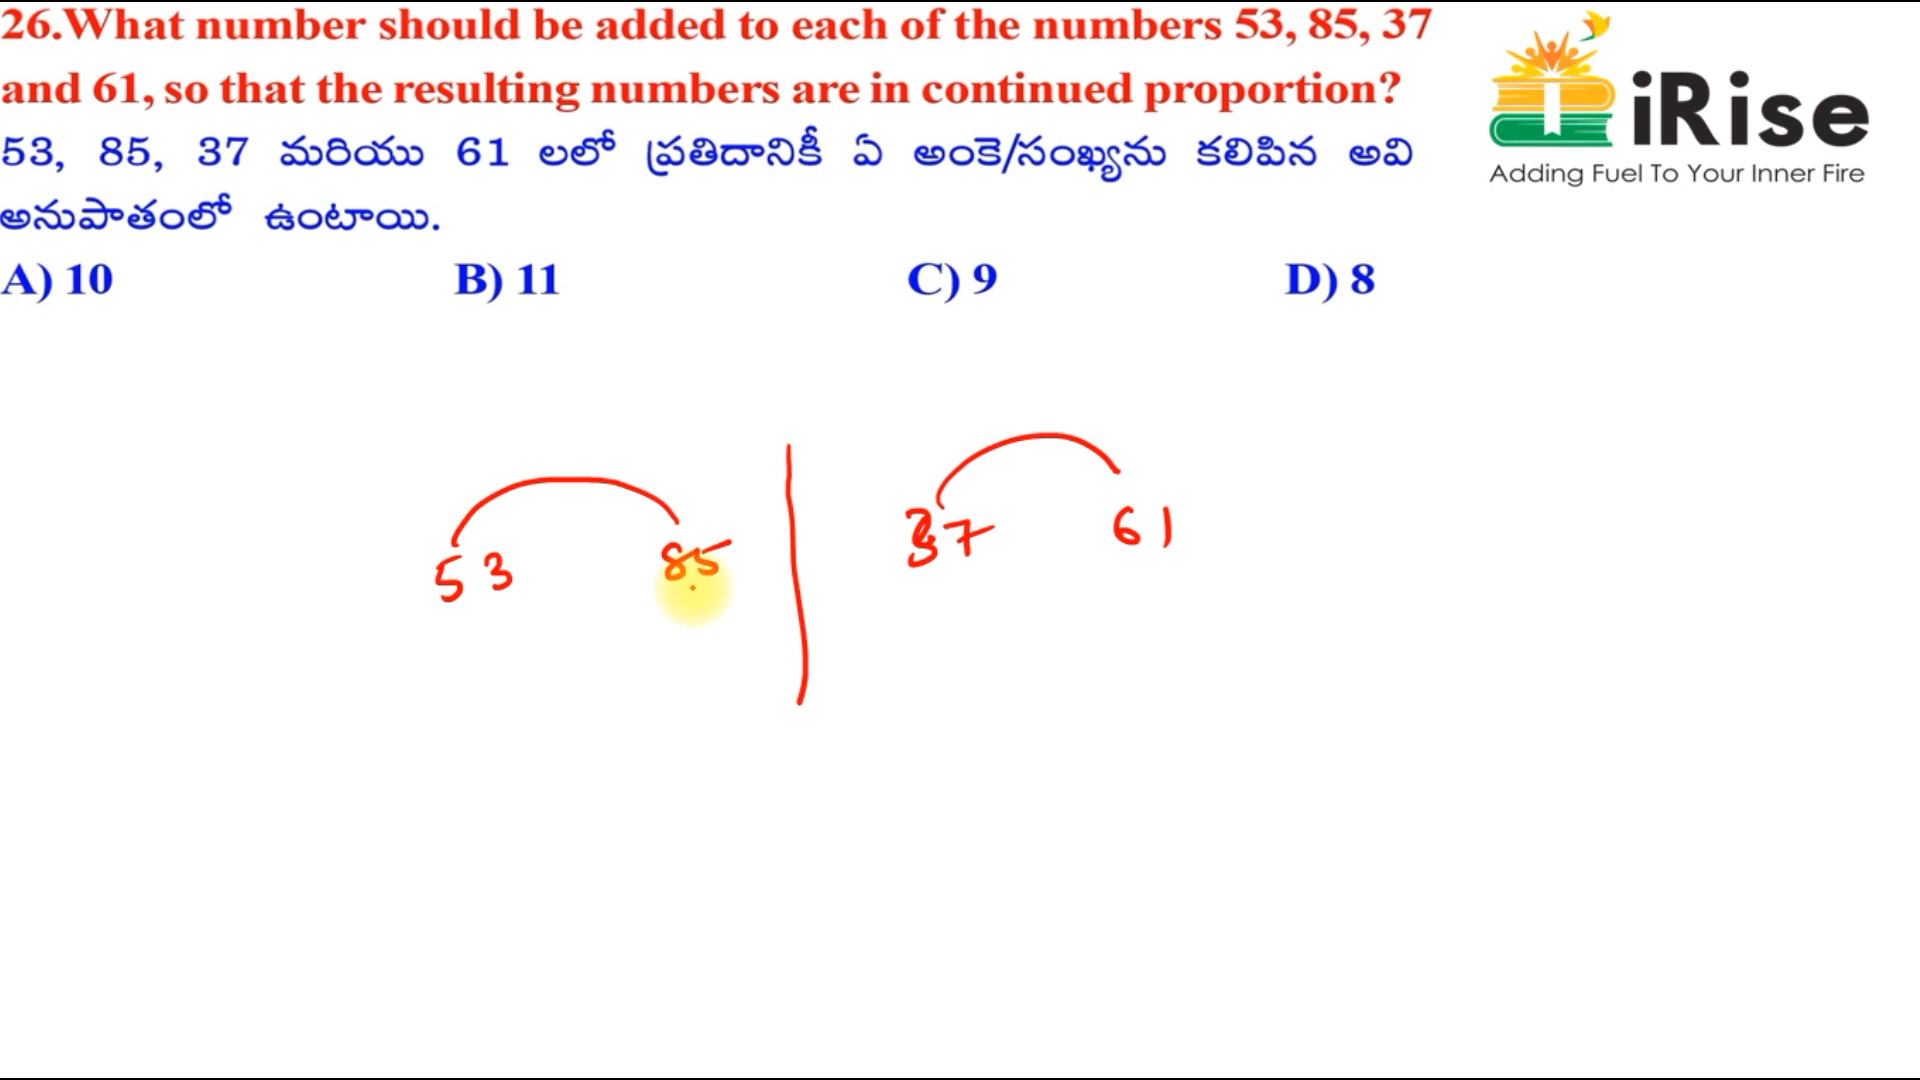 26.What number should be added to each of the numbers 53, 85, 37
and 61, so that the resulting numbers are in continued proportion?
53, 85, 37 మరియు 61 లలో ప్రతిదానికీ ఏ అంకె/సంఖ్యను కలిపిన అవి
అనుపాతంలో ఉంటాయి.
A) 10 B) 11 C) 9 D) 8
iRise
Adding Fuel To Your Inner Fire
53 85 37 61